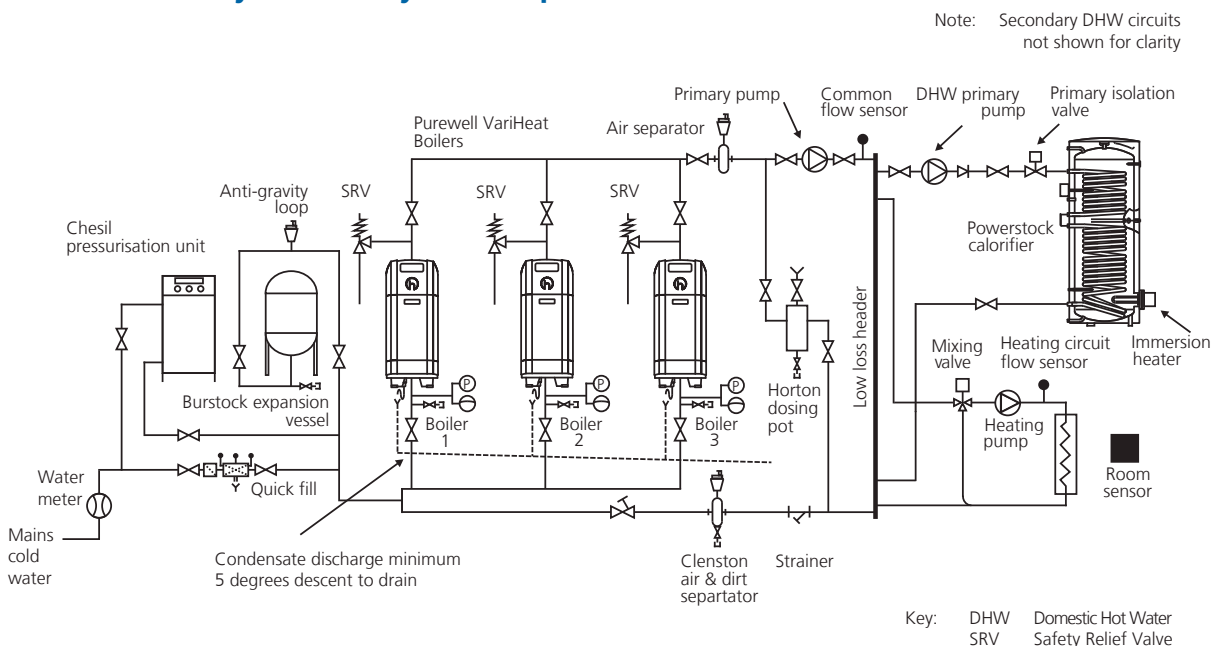 Note: Secondary DHW circuits
not shown for clarity
Primary pump
Common
flow sensor
DHW primary
pump
Primary isolation
valve
Purewell VariHeat
Boilers
Air separator
Anti-gravity
loop
SRV
SRV
SRV
Chesil
pressurisation unit
Powerstock
calorifier
Low loss header
Mixing
valve
Heating circuit
flow sensor
Immersion
heater
Burstock expansion
vessel
P
P
P
Boiler
1
Boiler
2
Boiler
3
Horton
dosing
pot
Heating
pump
Room
sensor
Water
meter
Quick fill
Mains
cold
water
Condensate discharge minimum
5 degrees descent to drain
Clenston
air & dirt
separtator
Strainer
Key: DHW Domestic Hot Water
SRV Safety Relief Valve